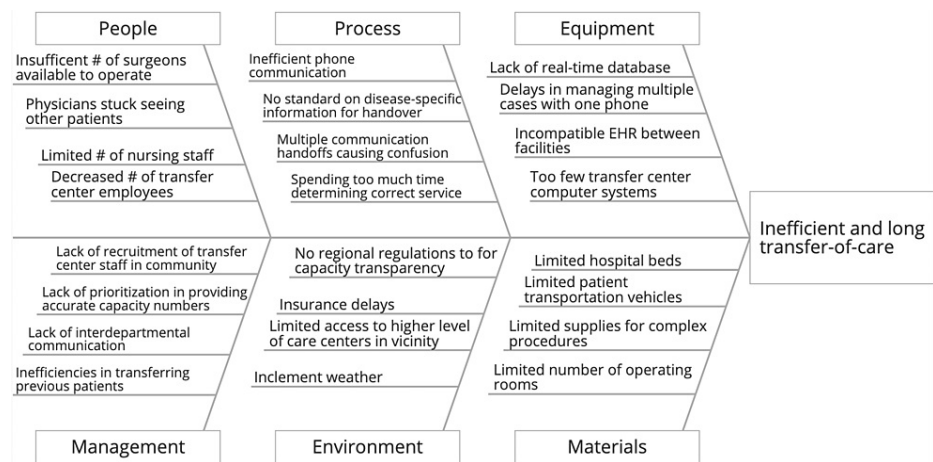 People
Insufficent # of surgeons
available to operate
Physicians stuck seeing
other patients
Limited # of nursing staff
Decreased # of transfer
center employees
Process
Inefficient phone
communication
No standard on disease-specific
information for handover
Multiple communication
handoffs causing confusion
Spending too much time
determining correct service
Equipment
Lack of real-time database
Delays in managing multiple
cases with one phone
Incompatible EHR between
facilities
Too few transfer center
computer systems
Inefficient and long
transfer-of-care
Lack of recruitment of transfer
center staff in community
Lack of prioritization in providing
accurate capacity numbers
Lack of interdepartmental
communication
Inefficiencies in transferring
previous patients
Management
No regional regulations to for
capacity transparency
Insurance delays
Limited access to higher level
of care centers in vicinity
Inclement weather
Environment
Limited hospital beds
Limited patient
transportation vehicles
Limited supplies for complex
procedures
Limited number of operating
rooms
Materials